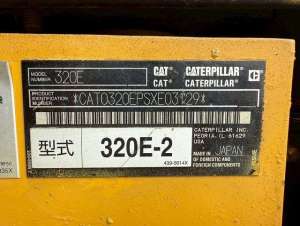 MODEL NUMBER 320E CAT CATERPILLAR
CAT CATERPILLAR
PRODUCT IDENTIFICATION NUMBER
型式 320E-2
CATERPILLAR INC.
PEORIA, IL 61629
USA
MADE IN JAPAN
OF DOMESTIC AND
FOREIGN COMPONENTS